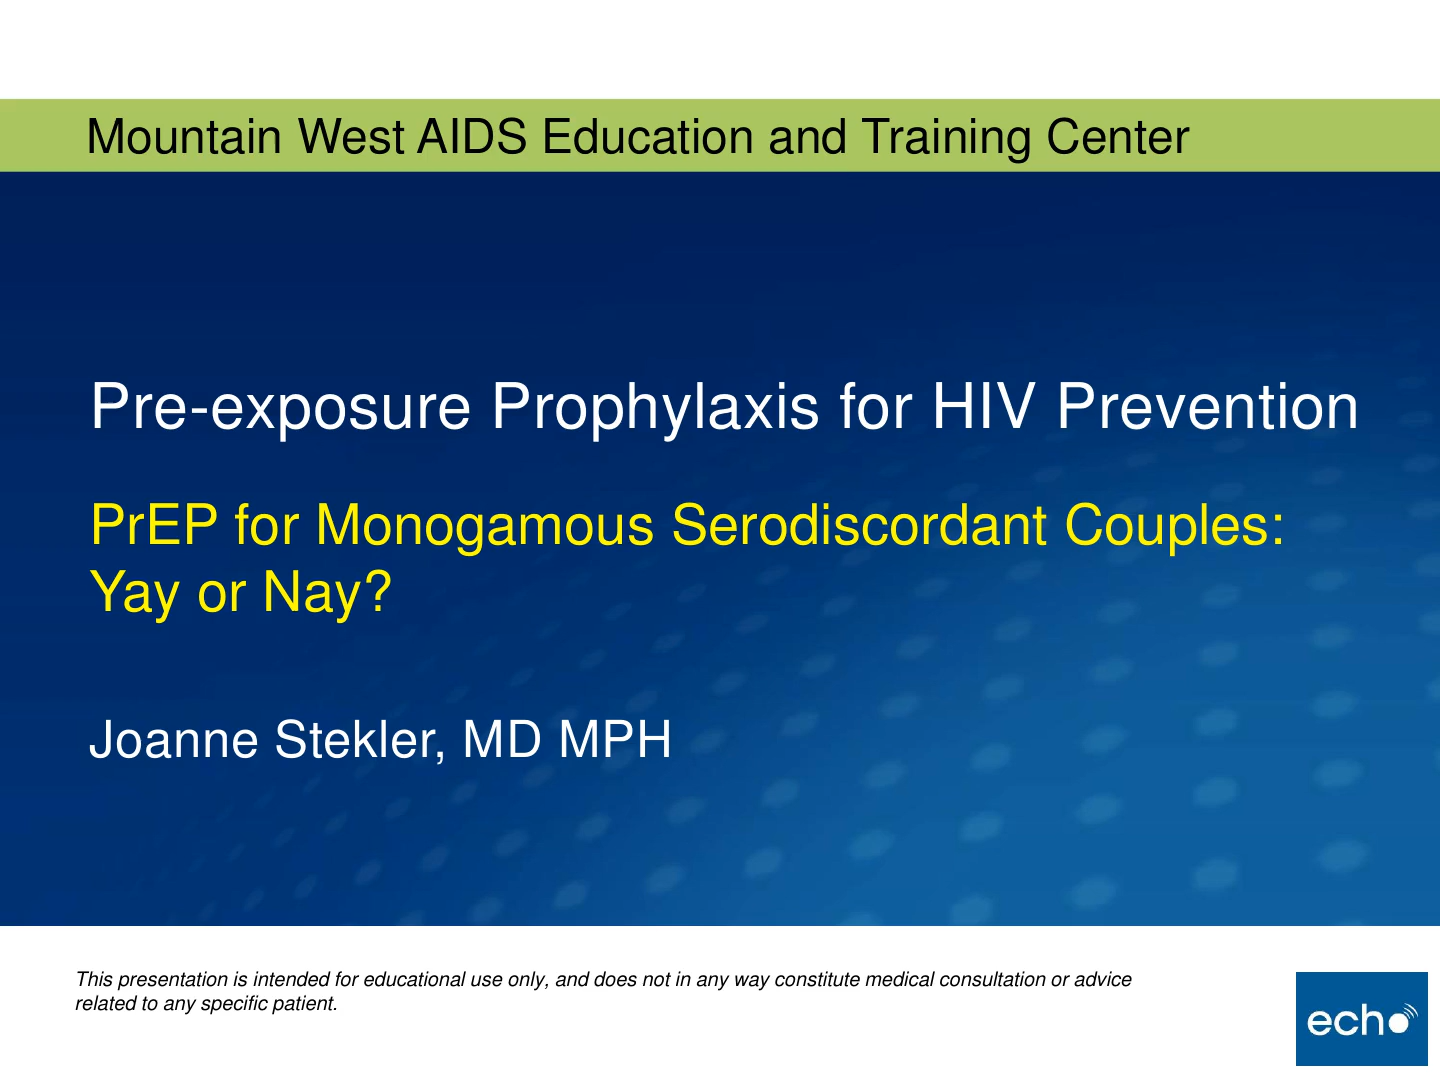 Mountain West AIDS Education and Training Center
Pre-exposure Prophylaxis for HIV Prevention
PrEP for Monogamous Serodiscordant Couples:
Yay or Nay?
Joanne Stekler, MD MPH
This presentation is intended for educational use only, and does not in any way constitute medical consultation or advice
related to any specific patient.
echo